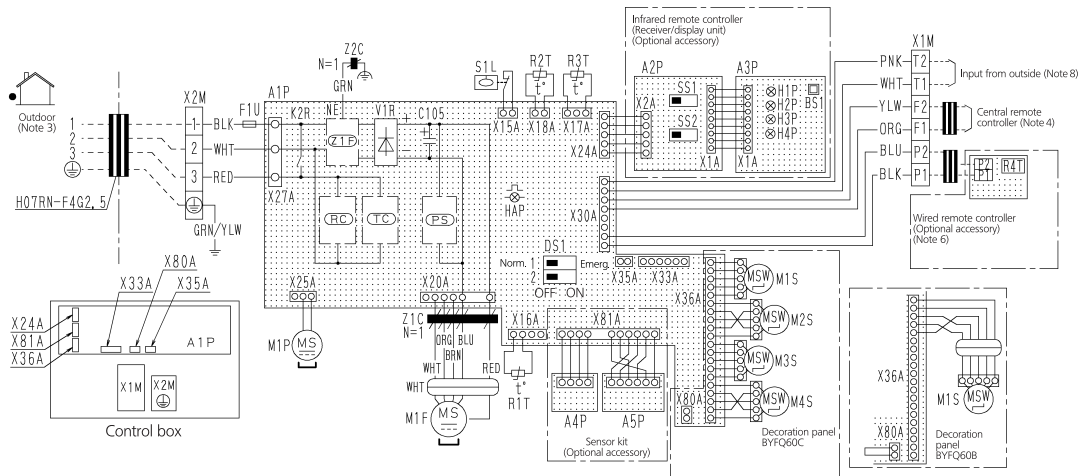 Infrared remote controller
(Receiver/display unit)
(Optional accessory)
A2P
A3P
X2A
SS1
SS2
X1A
X1A
H1P
H2P
H3P
H4P
BS1
X1M
PNK
T2
WHT
T1
YLW
F2
ORG
F1
BLU
P2
BLK
P1
Input from outside (Note 8)
Central remote
controller (Note 4)
P2
P1
R4T
Wired remote controller
(Optional accessory)
(Note 6)
Outdoor
(Note 3)
1
2
3
H07RN-F4G2,5
X2M
1
2
3
BLK
WHT
RED
GRN/YLW
F1U
Z2C
N=1
GRN
A1P
K2R
NE
V1R
C105
+
-
Z1F
X27A
RC
TC
PS
S1L
R2T
t°
R3T
t°
X15A
X18A
X17A
X24A
HAP
X30A
DS1
Norm.
1
2
Emerg.
OFF
ON
X35A
X33A
X25A
X20A
M1P
MS
Z1C
N=1
ORG
BLU
BRN
WHT
RED
WHT
M1F
MS
X16A
t°
R1T
X81A
A4P
A5P
Sensor kit
(Optional accessory)
X36A
X80A
MSW
M1S
MSW
M2S
MSW
M3S
MSW
M4S
Decoration panel
BYFQ60C
X36A
X80A
M1S
MSW
Decoration
panel
BYFQ60B
X80A
X33A
X35A
X24A
X81A
X36A
A1P
X1M
X2M
Control box